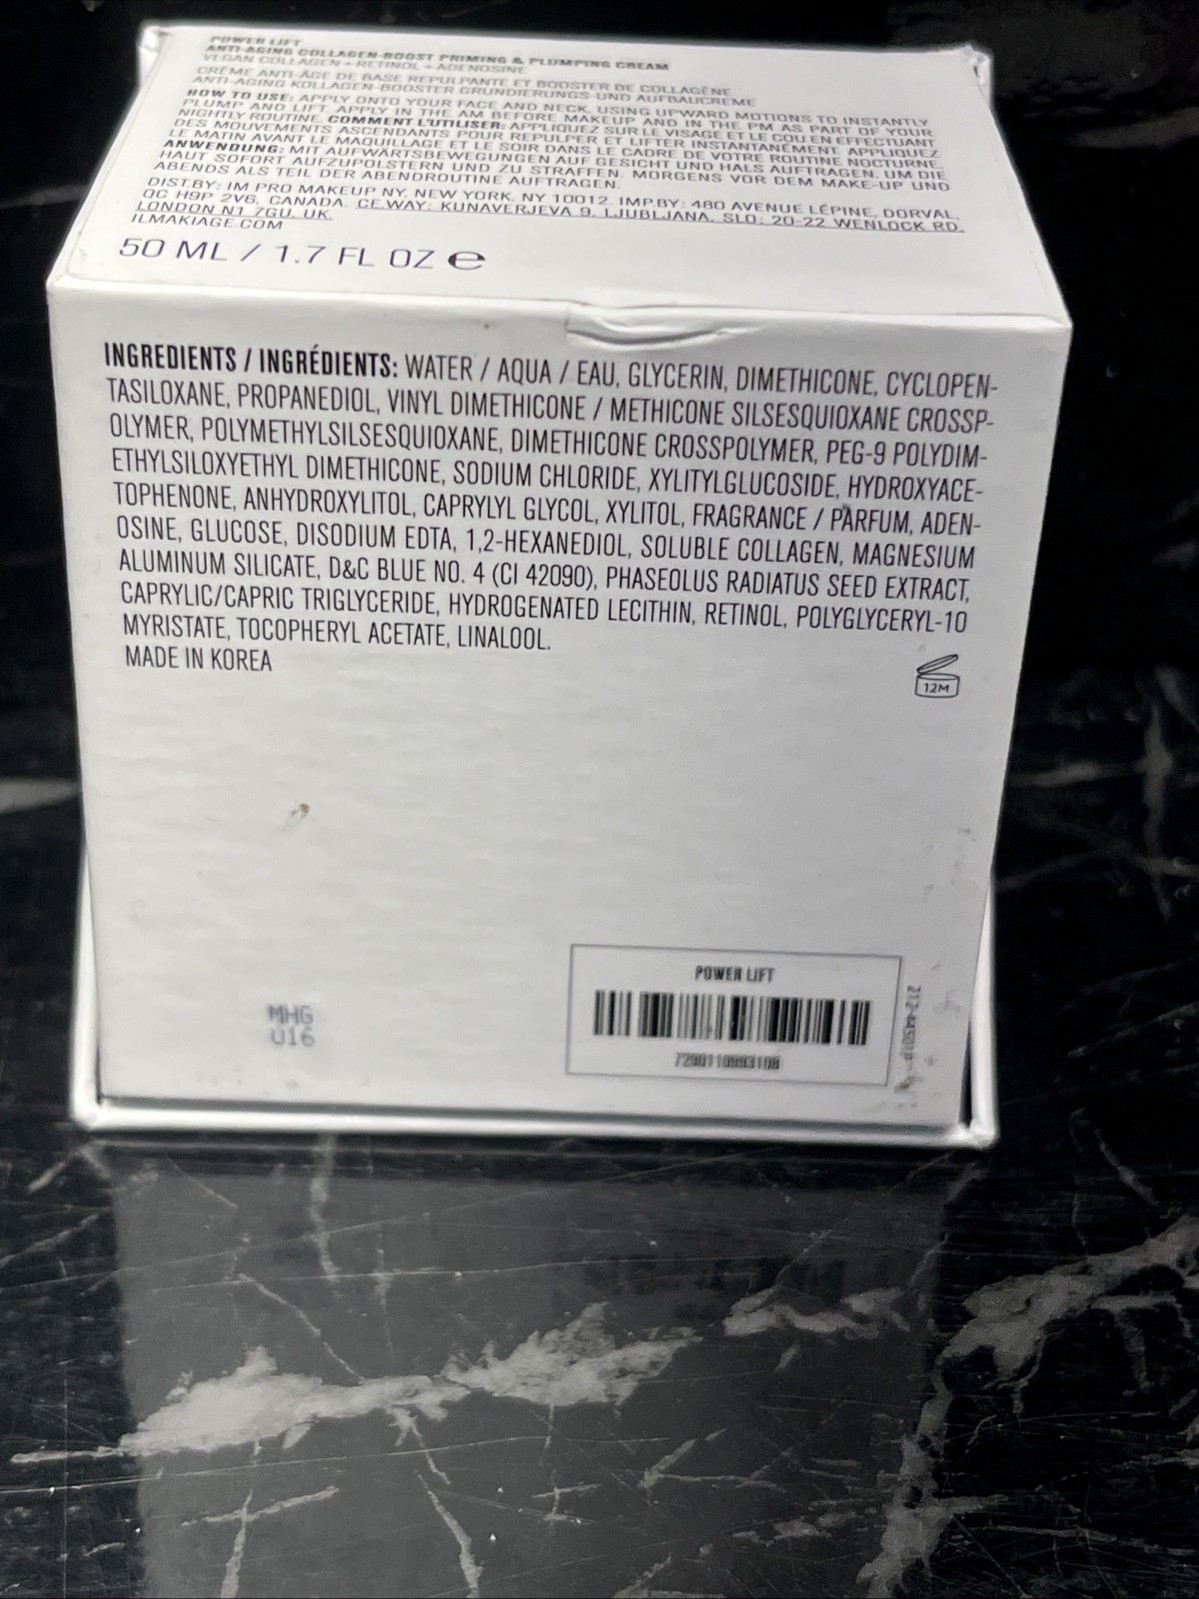 POWER LIFT
ANTI-AGING COLLAGEN-BOOST PRIMING & PLUMPING CREAM
VEGAN COLLAGEN + RETINOL + ADENOSINE
CRÈME ANTI-ÂGE DE BASE REPULPANTE ET BOOSTER DE COLLAGÈNE
ANTI-AGING KOLLAGEN-BOOSTER GRUNDIERUNGS-UND AUFBAUCREME
HOW TO USE: APPLY ONTO YOUR FACE AND NECK, USING UPWARD MOTIONS TO INSTANTLY
PLUMP AND LIFT. APPLY IN THE AM BEFORE MAKEUP AND IN THE PM AS PART OF YOUR
NIGHTLY ROUTINE. COMMENT L'UTILISER: APPLIQUEZ SUR LE VISAGE ET LE COU EN EFFECTUANT
DES MOUVEMENTS ASCENDANTS POUR REPULPER ET LIFTER INSTANTANÉMENT. APPLIQUEZ
LE MATIN AVANT LE MAQUILLAGE ET LE SOIR DANS LE CADRE DE VOTRE ROUTINE NOCTURNE.
ANWENDUNG: MIT AUFWÄRTSBEWEGUNGEN AUF GESICHT UND HALS AUFTRAGEN, UM DIE
HAUT SOFORT AUFZUPOLSTERN UND ZU STRAFFEN. MORGENS VOR DEM MAKE-UP UND
ABENDS ALS TEIL DER ABENDROUTINE AUFTRAGEN.
DIST.BY: IM PRO MAKEUP NY, NEW YORK, NY 10012. IMP.BY: 480 AVENUE LÉPINE, DORVAL,
QC H9P 2V6, CANADA. CE.WAY: KUNAVERJEVA 9, LJUBLJANA, SLO; 20-22 WENLOCK RD.
LONDON N1 7GU, UK.
ILMAKIAGE.COM
50 ML / 1.7 FL OZ ℮
INGREDIENTS / INGRÉDIENTS: WATER / AQUA / EAU, GLYCERIN, DIMETHICONE, CYCLOPEN-
TASILOXANE, PROPANEDIOL, VINYL DIMETHICONE / METHICONE SILSESQUIOXANE CROSSP-
OLYMER, POLYMETHYLSILSESQUIOXANE, DIMETHICONE CROSSPOLYMER, PEG-9 POLYDIM-
ETHYLSILOXYETHYL DIMETHICONE, SODIUM CHLORIDE, XYLITYLGLUCOSIDE, HYDROXYACE-
TOPHENONE, ANHYDROXYLITOL, CAPRYLYL GLYCOL, XYLITOL, FRAGRANCE / PARFUM, ADEN-
OSINE, GLUCOSE, DISODIUM EDTA, 1,2-HEXANEDIOL, SOLUBLE COLLAGEN, MAGNESIUM
ALUMINUM SILICATE, D&C BLUE NO. 4 (CI 42090), PHASEOLUS RADIATUS SEED EXTRACT,
CAPRYLIC/CAPRIC TRIGLYCERIDE, HYDROGENATED LECITHIN, RETINOL, POLYGLYCERYL-10
MYRISTATE, TOCOPHERYL ACETATE, LINALOOL.
MADE IN KOREA
12M
POWER LIFT
MHG
U16
7290110993108